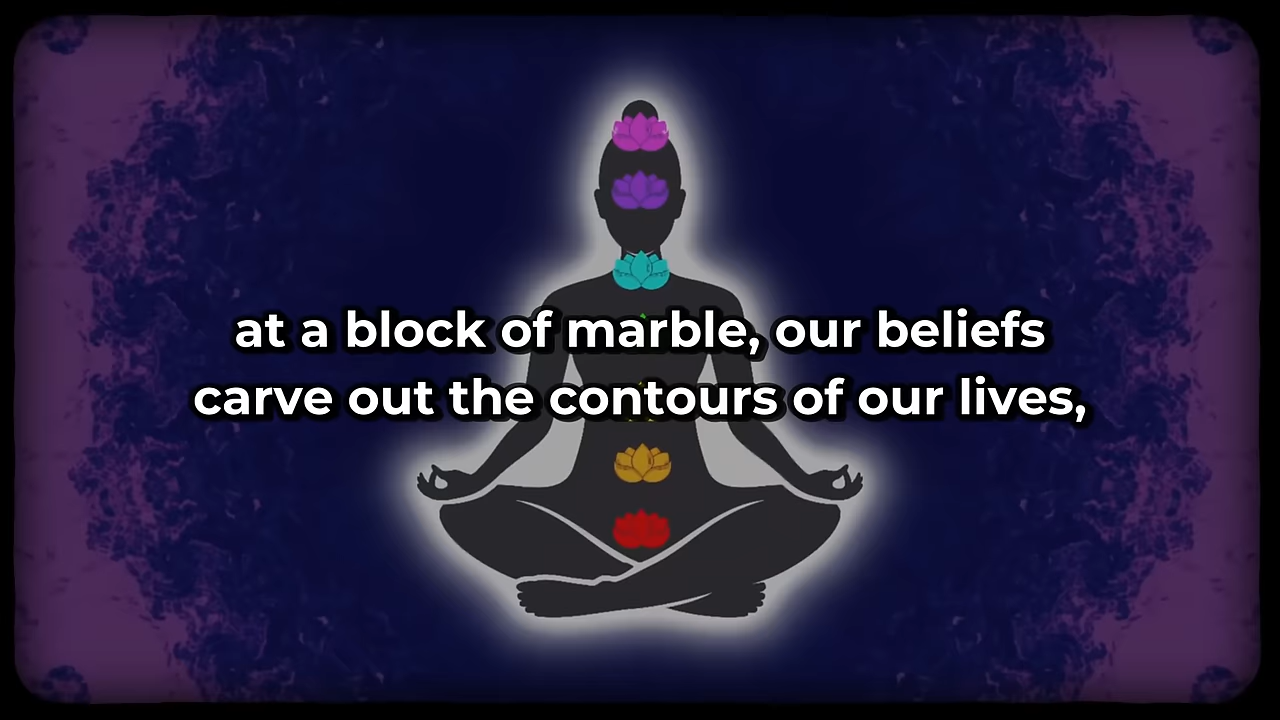 at a block of marble, our beliefs
carve out the contours of our lives,